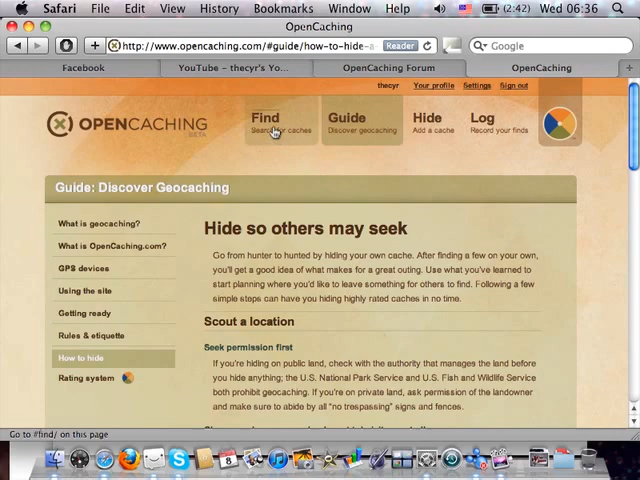 Safari File Edit View History Bookmarks Window Help (2:42) Wed 06:36
OpenCaching
http://www.opencaching.com/#guide/how-to-hide-a Reader Google
Facebook YouTube - thecyr's Yo... OpenCaching Forum OpenCaching
thecyr Your profile Settings Sign out
OPENCACHING
BETA
Find Guide Hide Log
Search for caches Discover geocaching Add a cache Record your finds
Guide: Discover Geocaching
What is geocaching?
What is OpenCaching.com?
GPS devices
Using the site
Getting ready
Rules & etiquette
How to hide
Rating system
Hide so others may seek
Go from hunter to hunted by hiding your own cache. After finding a few on your own,
you'll get a good idea of what makes for a great outing. Use what you've learned to
start planning where you'd like to leave something for others to find. Following a few
simple steps can have you hiding highly rated caches in no time.
Scout a location
Seek permission first
If you're hiding on public land, check with the authority that manages the land before
you hide anything; the U.S. National Park Service and U.S. Fish and Wildlife Service
both prohibit geocaching. If you're on private land, ask permission of the landowner
and make sure to abide by all “no trespassing” signs and fences.
Go to #find/ on this page